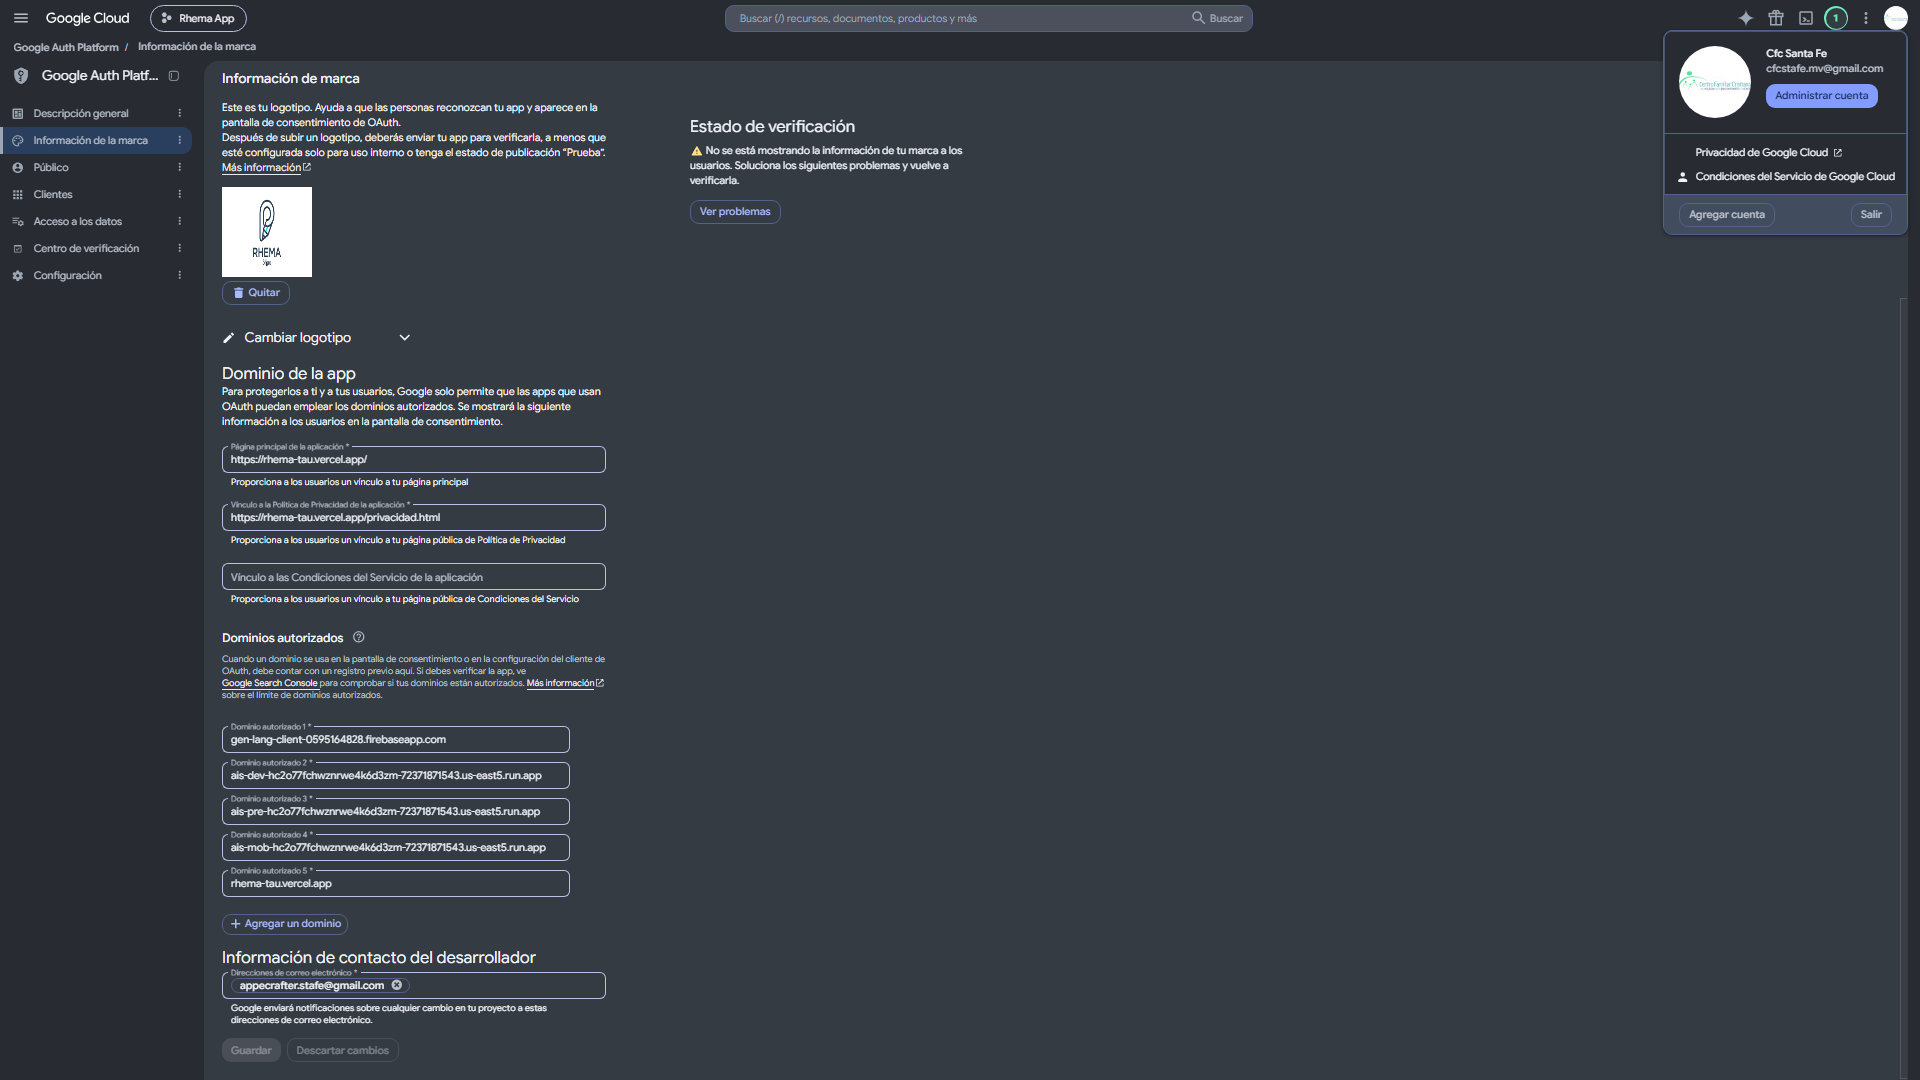 Google Cloud
Rhema App
Buscar (/) recursos, documentos, productos y más
Buscar
1
Google Auth Platform / Información de la marca
Google Auth Platf...
Descripción general
Información de la marca
Público
Clientes
Acceso a los datos
Centro de verificación
Configuración
Información de marca
Este es tu logotipo. Ayuda a que las personas reconozcan tu app y aparece en la
pantalla de consentimiento de OAuth.
Después de subir un logotipo, deberás enviar tu app para verificarla, a menos que
esté configurada solo para uso interno o tenga el estado de publicación “Prueba”.
Más información
RHEMA
App
Quitar
Cambiar logotipo
Dominio de la app
Para protegerlos a ti y a tus usuarios, Google solo permite que las apps que usan
OAuth puedan emplear los dominios autorizados. Se mostrará la siguiente
información a los usuarios en la pantalla de consentimiento.
Página principal de la aplicación *
https://rhema-tau.vercel.app/
Proporciona a los usuarios un vínculo a tu página principal
Vínculo a la Política de Privacidad de la aplicación *
https://rhema-tau.vercel.app/privacidad.html
Proporciona a los usuarios un vínculo a tu página pública de Política de Privacidad
Vínculo a las Condiciones del Servicio de la aplicación
Proporciona a los usuarios un vínculo a tu página pública de Condiciones del Servicio
Dominios autorizados
Cuando un dominio se usa en la pantalla de consentimiento o en la configuración del cliente de
OAuth, debe contar con un registro previo aquí. Si debes verificar la app, ve
Google Search Console para comprobar si tus dominios están autorizados. Más información
sobre el límite de dominios autorizados.
Dominio autorizado 1 *
gen-lang-client-0595164828.firebaseapp.com
Dominio autorizado 2 *
ais-dev-hc2o77fchwznrwe4k6d3zm-72371871543.us-east5.run.app
Dominio autorizado 3 *
ais-pre-hc2o77fchwznrwe4k6d3zm-72371871543.us-east5.run.app
Dominio autorizado 4 *
ais-mob-hc2o77fchwznrwe4k6d3zm-72371871543.us-east5.run.app
Dominio autorizado 5 *
rhema-tau.vercel.app
Agregar un dominio
Información de contacto del desarrollador
Direcciones de correo electrónico *
appecrafter.stafe@gmail.com
Google enviará notificaciones sobre cualquier cambio en tu proyecto a estas
direcciones de correo electrónico.
Guardar
Descartar cambios
Estado de verificación
No se está mostrando la información de tu marca a los
usuarios. Soluciona los siguientes problemas y vuelve a
verificarla.
Ver problemas
Centro Familiar Cristiano
Cfc Santa Fe
cfcstafe.mv@gmail.com
Administrar cuenta
Privacidad de Google Cloud
Condiciones del Servicio de Google Cloud
Agregar cuenta
Salir